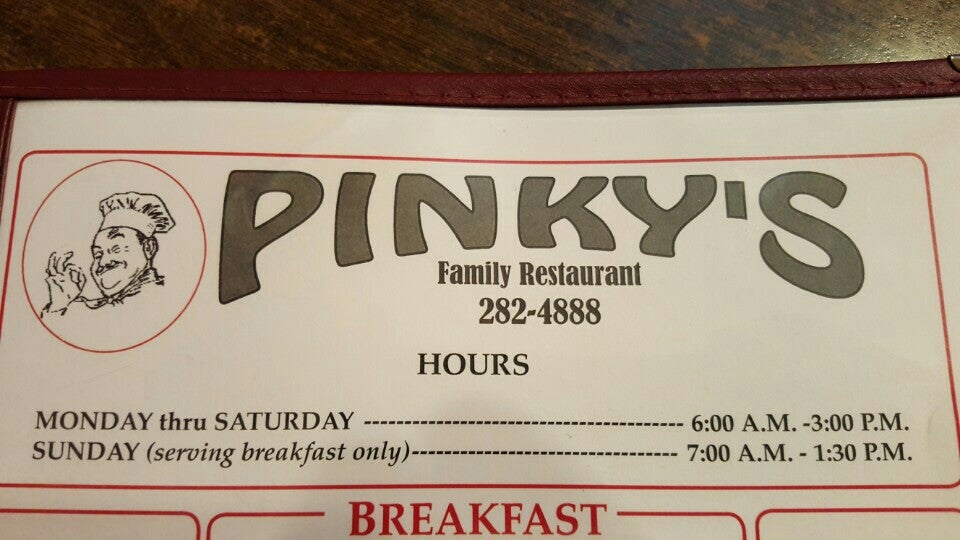 PINKY'S
Family Restaurant
282-4888
HOURS
MONDAY thru SATURDAY ---------------------------------------- 6:00 A.M. -3:00 P.M.
SUNDAY (serving breakfast only)--------------------------------- 7:00 A.M. - 1:30 P.M.
BREAKFAST